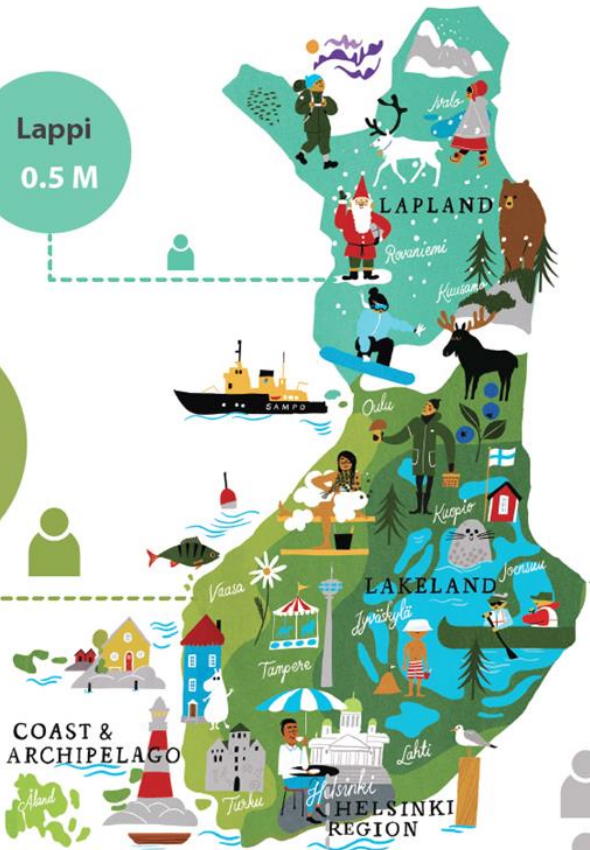 Ivalo
Lappi
0.5 M
LAPLAND
Rovaniemi
Kuusamo
SAMPO
Oulu
Kuopio
Joensuu
Vaasa
LAKELAND
Jyväskylä
Tampere
COAST &
ARCHIPELAGO
Lahti
Åland
Turku
Helsinki
HELSINKI
REGION